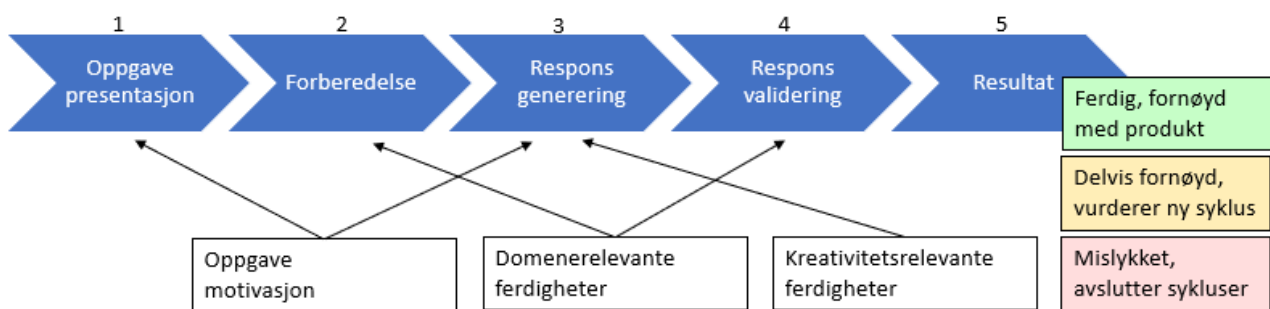 1
2
3
4
5
Oppgave
presentasjon
Forberedelse
Respons
generering
Respons
validering
Resultat
Ferdig, fornøyd
med produkt
Delvis fornøyd,
vurderer ny syklus
Mislykket,
avslutter sykluser
Oppgave
motivasjon
Domenerelevante
ferdigheter
Kreativitetsrelevante
ferdigheter